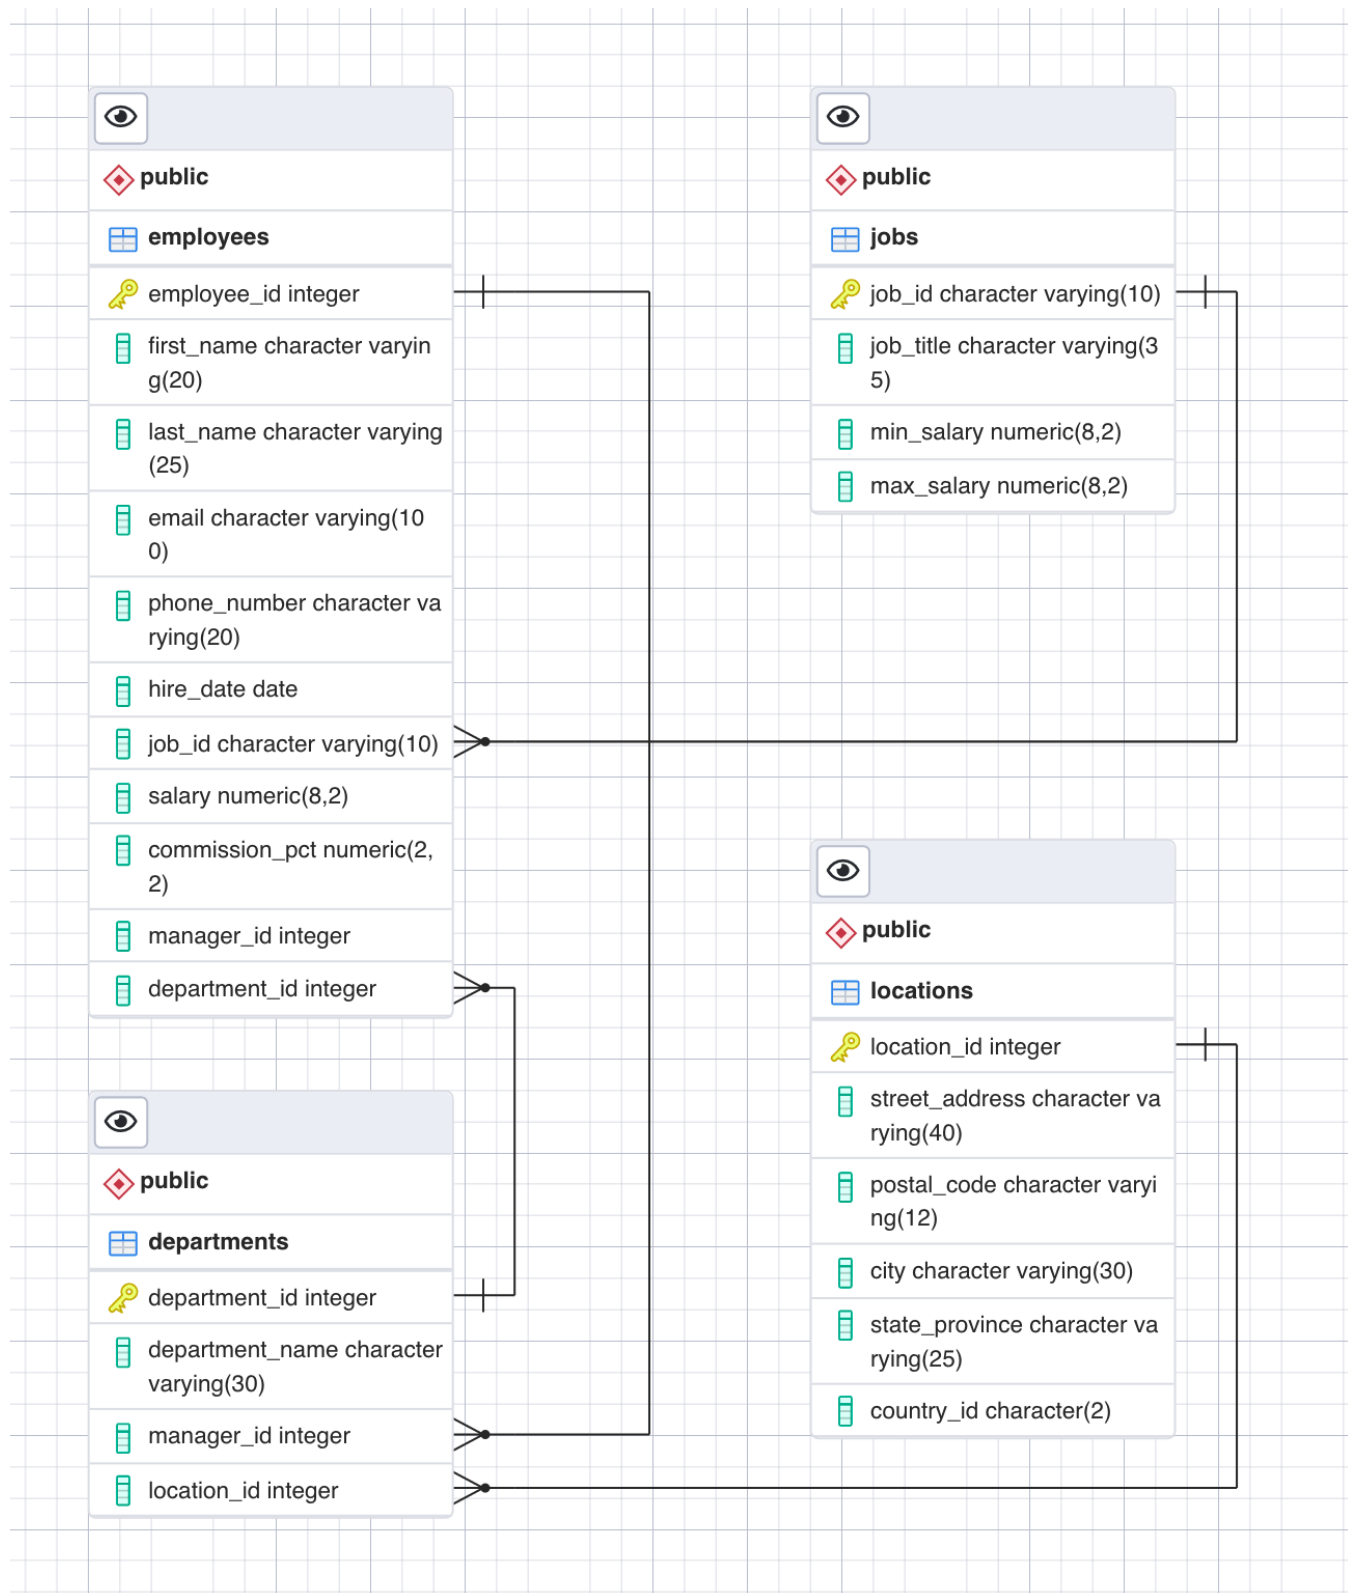 public
employees
employee_id integer
first_name character varyin
g(20)
last_name character varying
(25)
email character varying(10
0)
phone_number character va
rying(20)
hire_date date
job_id character varying(10)
salary numeric(8,2)
commission_pct numeric(2,
2)
manager_id integer
department_id integer
public
departments
department_id integer
department_name character
varying(30)
manager_id integer
location_id integer
public
jobs
job_id character varying(10)
job_title character varying(3
5)
min_salary numeric(8,2)
max_salary numeric(8,2)
public
locations
location_id integer
street_address character va
rying(40)
postal_code character varyi
ng(12)
city character varying(30)
state_province character va
rying(25)
country_id character(2)